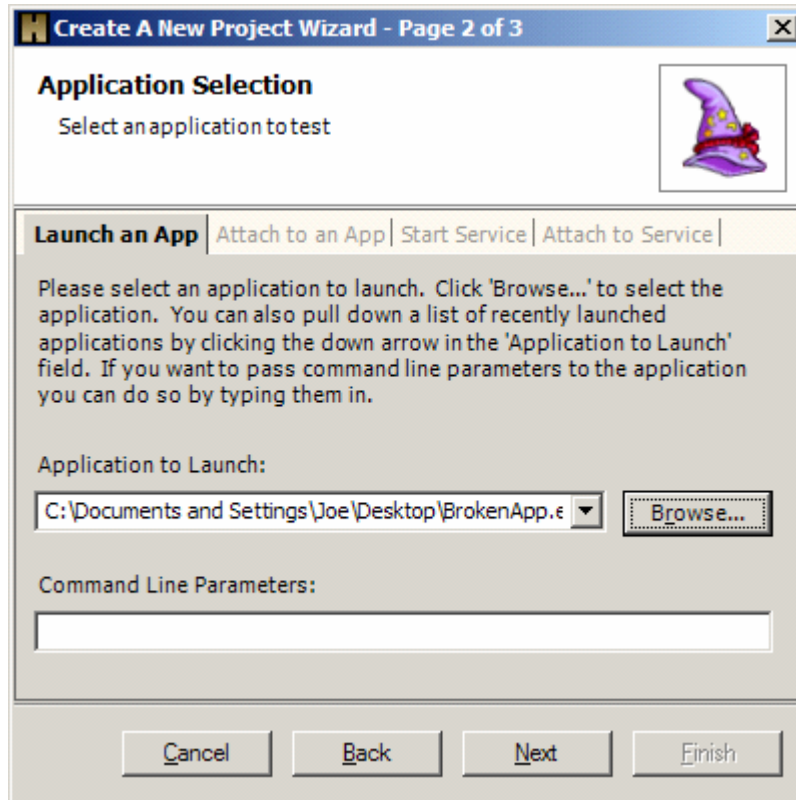 Create A New Project Wizard - Page 2 of 3
Application Selection
Select an application to test
Launch an App Attach to an App Start Service Attach to Service
Please select an application to launch. Click 'Browse...' to select the
application. You can also pull down a list of recently launched
applications by clicking the down arrow in the 'Application to Launch'
field. If you want to pass command line parameters to the application
you can do so by typing them in.
Application to Launch:
C:\Documents and Settings\Joe\Desktop\BrokenApp.e Browse...
Command Line Parameters:
Cancel Back Next Finish